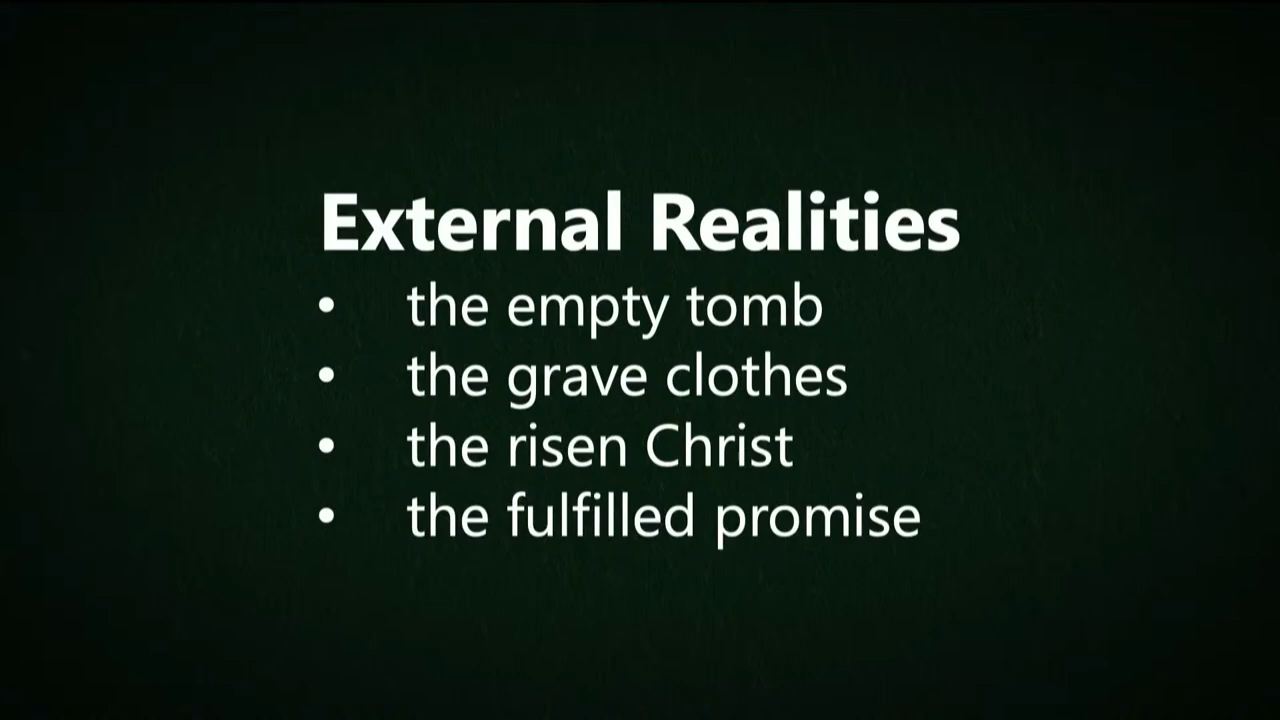 External Realities
• the empty tomb
• the grave clothes
• the risen Christ
• the fulfilled promise